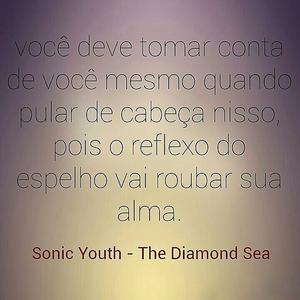 você deve tomar conta
de você mesmo quando
pular de cabeça nisso,
pois o reflexo do
espelho vai roubar sua
alma.
Sonic Youth - The Diamond Sea